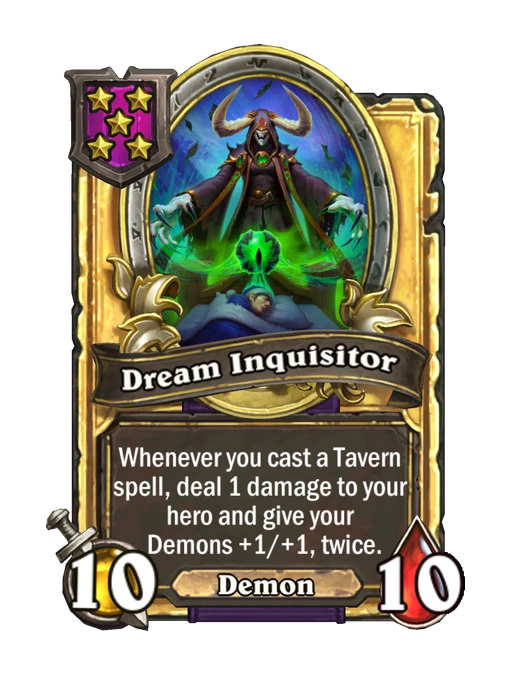 Dream Inquisitor
Whenever you cast a Tavern
spell, deal 1 damage to your
hero and give your
Demons +1/+1, twice.
10
Demon
10